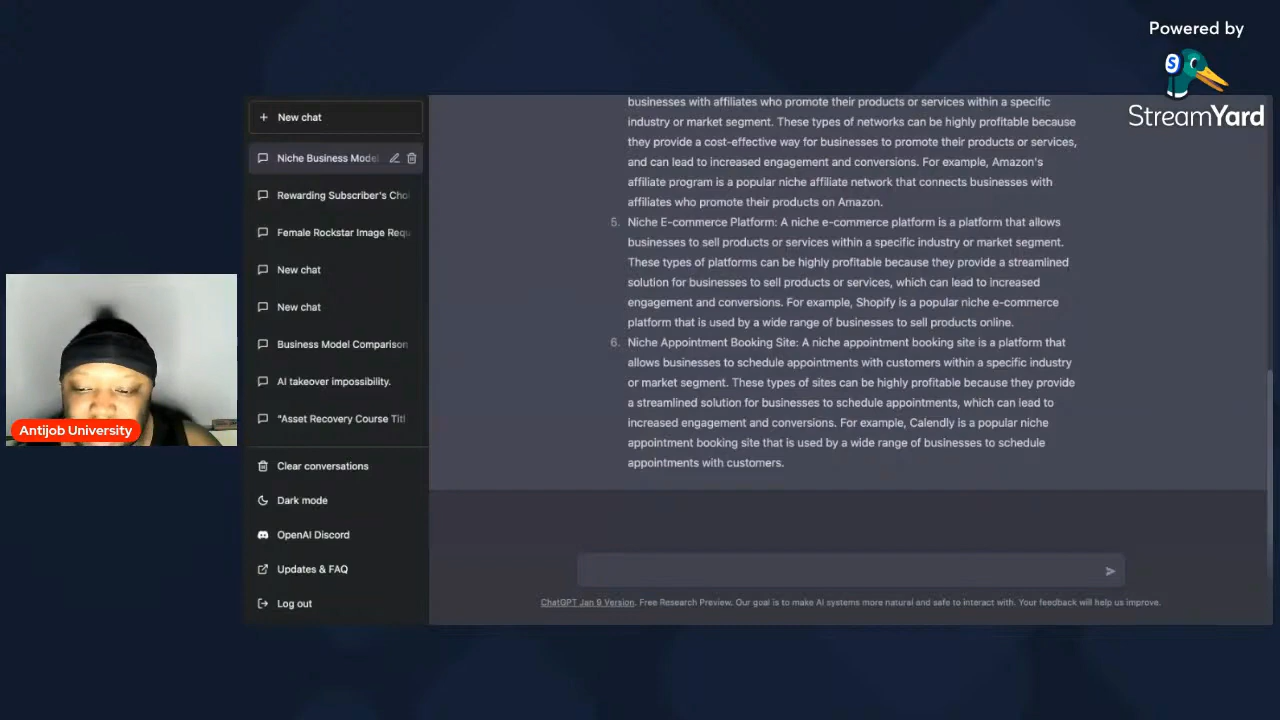 Powered by
S
StreamYard
New chat
Niche Business Model
Rewarding Subscriber's Choi
Female Rockstar Image Requ
New chat
New chat
Business Model Comparison
AI takeover impossibility.
"Asset Recovery Course Titl
Clear conversations
Dark mode
OpenAI Discord
Updates & FAQ
Log out
businesses with affiliates who promote their products or services within a specific
industry or market segment. These types of networks can be highly profitable because
they provide a cost-effective way for businesses to promote their products or services,
and can lead to increased engagement and conversions. For example, Amazon's
affiliate program is a popular niche affiliate network that connects businesses with
affiliates who promote their products on Amazon.
5. Niche E-commerce Platform: A niche e-commerce platform is a platform that allows
businesses to sell products or services within a specific industry or market segment.
These types of platforms can be highly profitable because they provide a streamlined
solution for businesses to sell products or services, which can lead to increased
engagement and conversions. For example, Shopify is a popular niche e-commerce
platform that is used by a wide range of businesses to sell products online.
6. Niche Appointment Booking Site: A niche appointment booking site is a platform that
allows businesses to schedule appointments with customers within a specific industry
or market segment. These types of sites can be highly profitable because they provide
a streamlined solution for businesses to schedule appointments, which can lead to
increased engagement and conversions. For example, Calendly is a popular niche
appointment booking site that is used by a wide range of businesses to schedule
appointments with customers.
ChatGPT Jan 9 Version. Free Research Preview. Our goal is to make AI systems more natural and safe to interact with. Your feedback will help us improve.
Antijob University